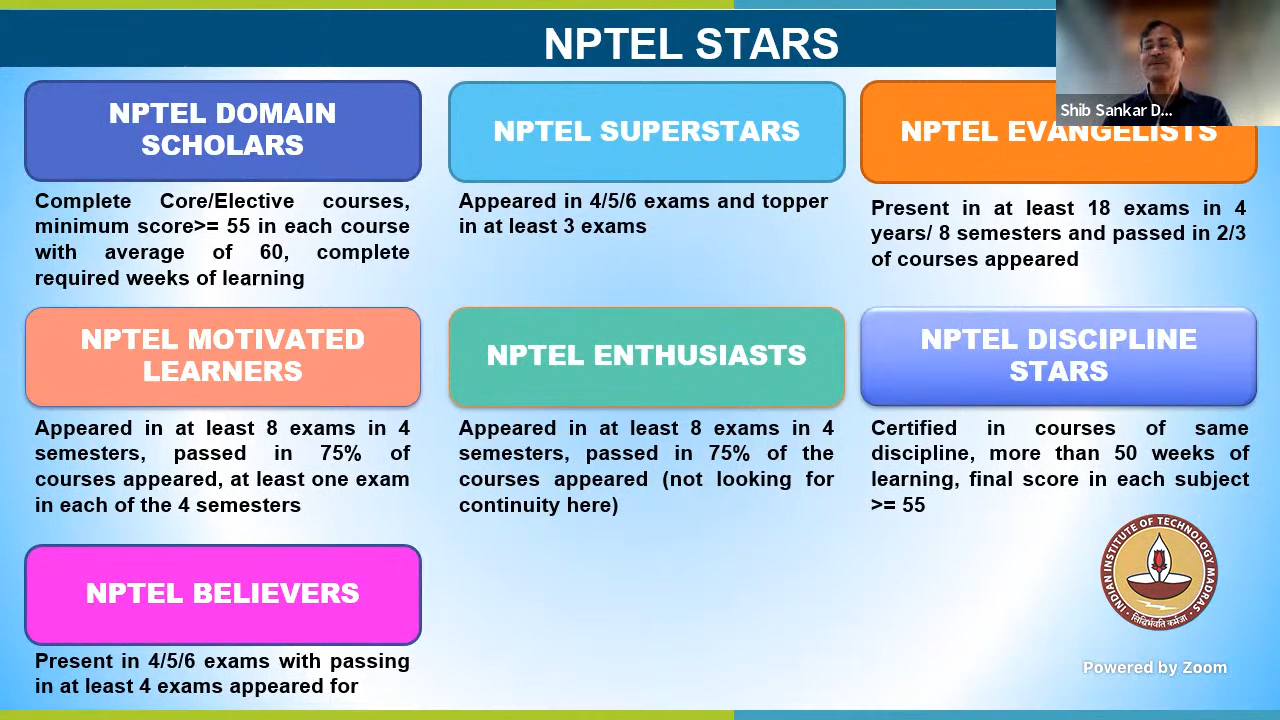 NPTEL STARS
Shib Sankar D...
NPTEL DOMAIN
SCHOLARS
Complete Core/Elective courses,
minimum score>= 55 in each course
with average of 60, complete
required weeks of learning
NPTEL SUPERSTARS
Appeared in 4/5/6 exams and topper
in at least 3 exams
NPTEL EVANGELISTS
Present in at least 18 exams in 4
years/ 8 semesters and passed in 2/3
of courses appeared
NPTEL MOTIVATED
LEARNERS
Appeared in at least 8 exams in 4
semesters, passed in 75% of
courses appeared, at least one exam
in each of the 4 semesters
NPTEL ENTHUSIASTS
Appeared in at least 8 exams in 4
semesters, passed in 75% of the
courses appeared (not looking for
continuity here)
NPTEL DISCIPLINE
STARS
Certified in courses of same
discipline, more than 50 weeks of
learning, final score in each subject
>= 55
NPTEL BELIEVERS
Present in 4/5/6 exams with passing
in at least 4 exams appeared for
INDIAN INSTITUTE OF TECHNOLOGY MADRAS
सिद्धिर्भवति कर्मजा
Powered by Zoom